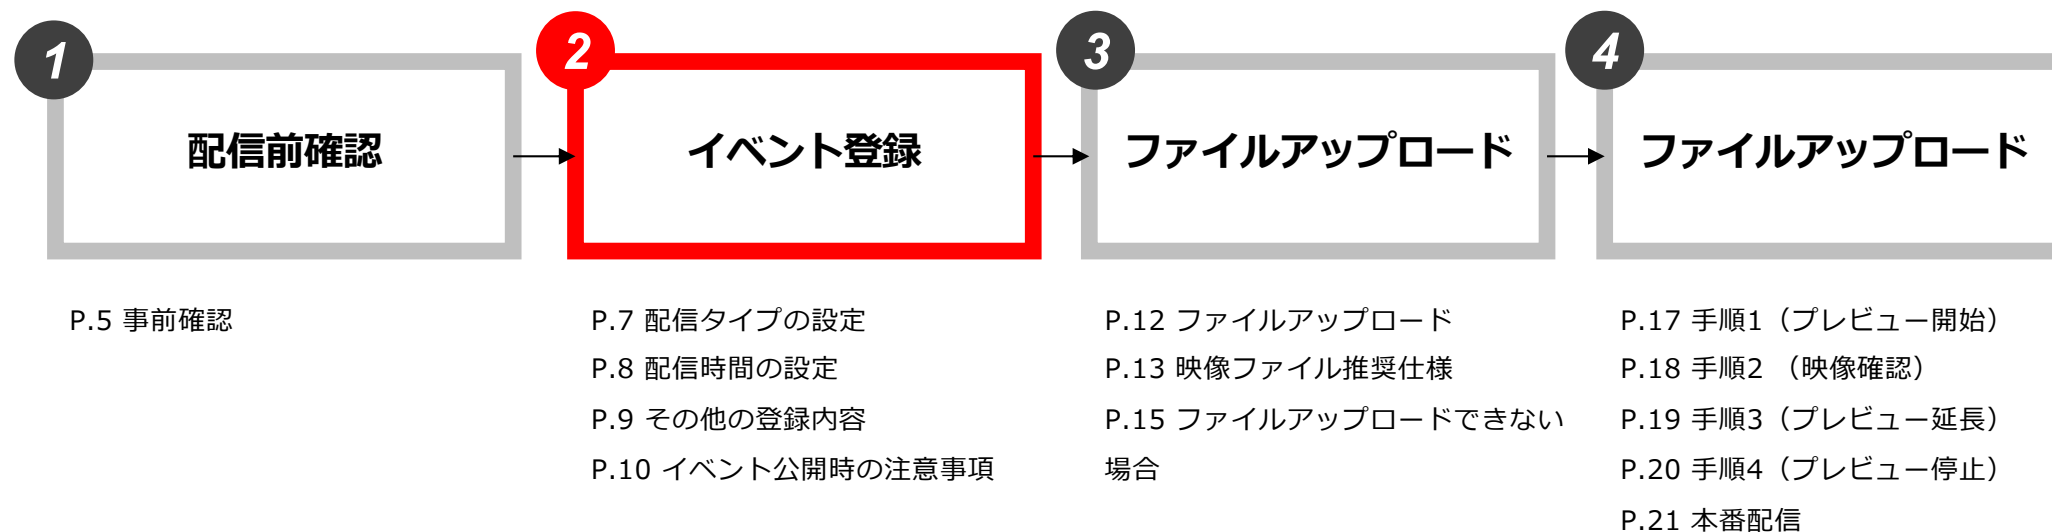 1
配信前確認
P.5 事前確認
2
イベント登録
P.7 配信タイプの設定
P.8 配信時間の設定
P.9 その他の登録内容
P.10 イベント公開時の注意事項
3
ファイルアップロード
P.12 ファイルアップロード
P.13 映像ファイル推奨仕様
P.15 ファイルアップロードできない
場合
4
ファイルアップロード
P.17 手順1（プレビュー開始）
P.18 手順2 （映像確認）
P.19 手順3（プレビュー延長）
P.20 手順4（プレビュー停止）
P.21 本番配信